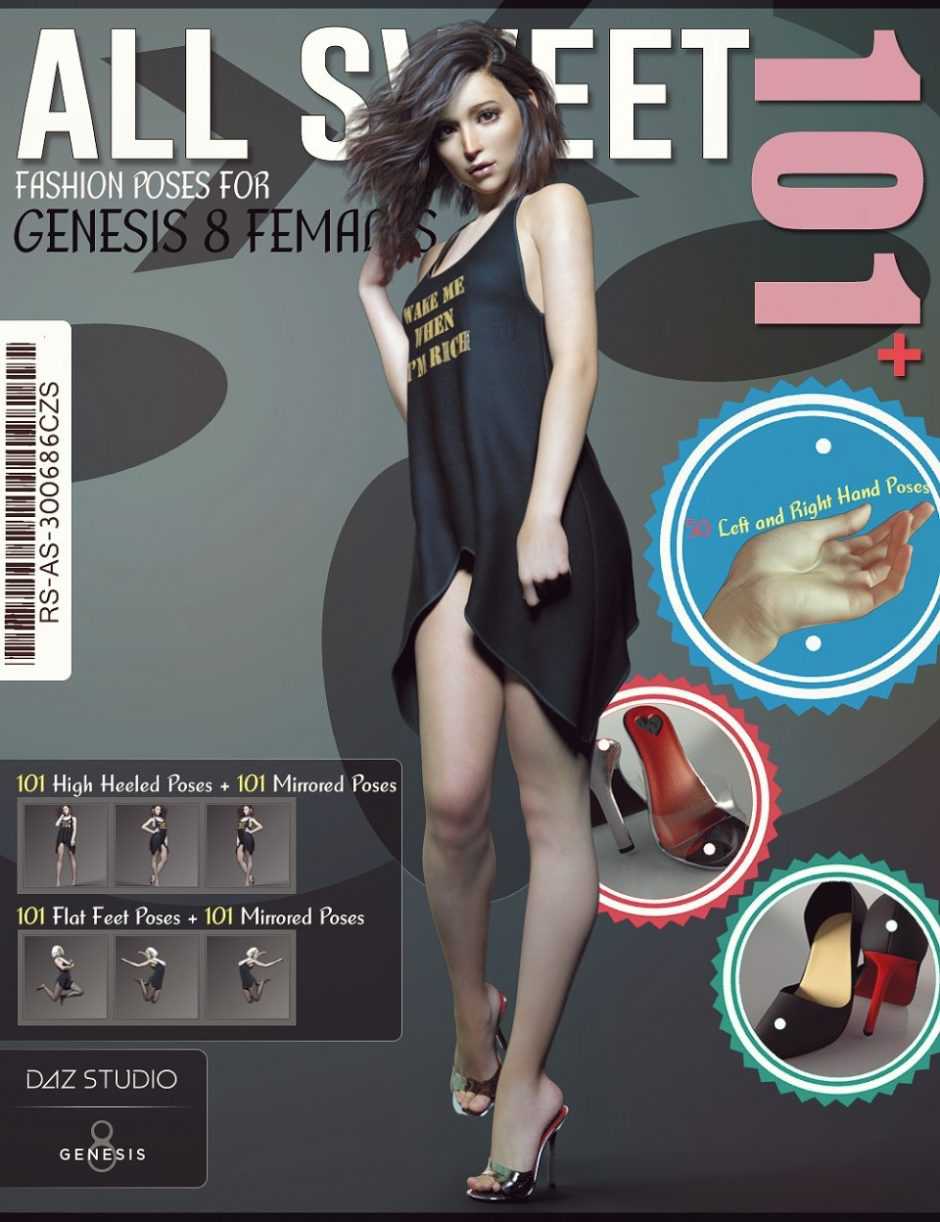 ALL SWEET
101+
FASHION POSES FOR
GENESIS 8 FEMALES
WAKE ME
WHEN
I'M RICH
RS-AS-300686CZS
50 Left and Right Hand Poses
101 High Heeled Poses + 101 Mirrored Poses
101 Flat Feet Poses + 101 Mirrored Poses
DAZ STUDIO
8
GENESIS